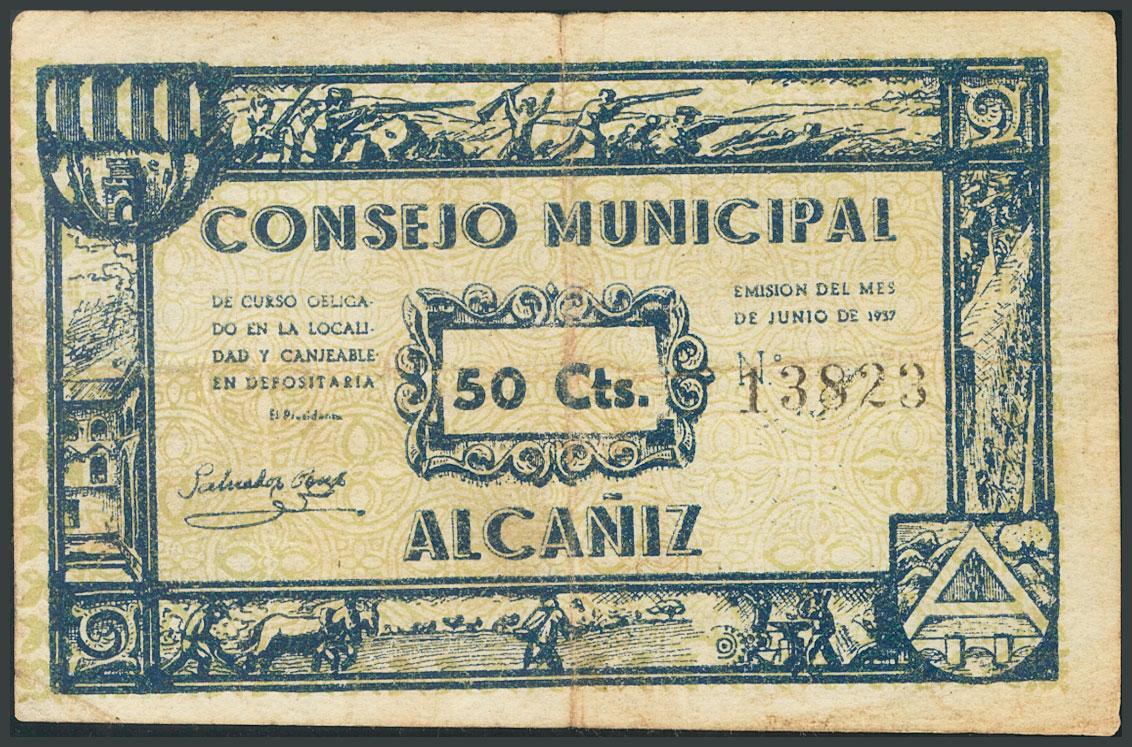 CONSEJO MUNICIPAL
DE CURSO OBLIGA-
DO EN LA LOCALI-
DAD Y CANJEABLE
EN DEPOSITARIA
El Presidente
Salvador
50 Cts.
EMISION DEL MES
DE JUNIO DE 1937
N.º 13823
ALCAÑIZ